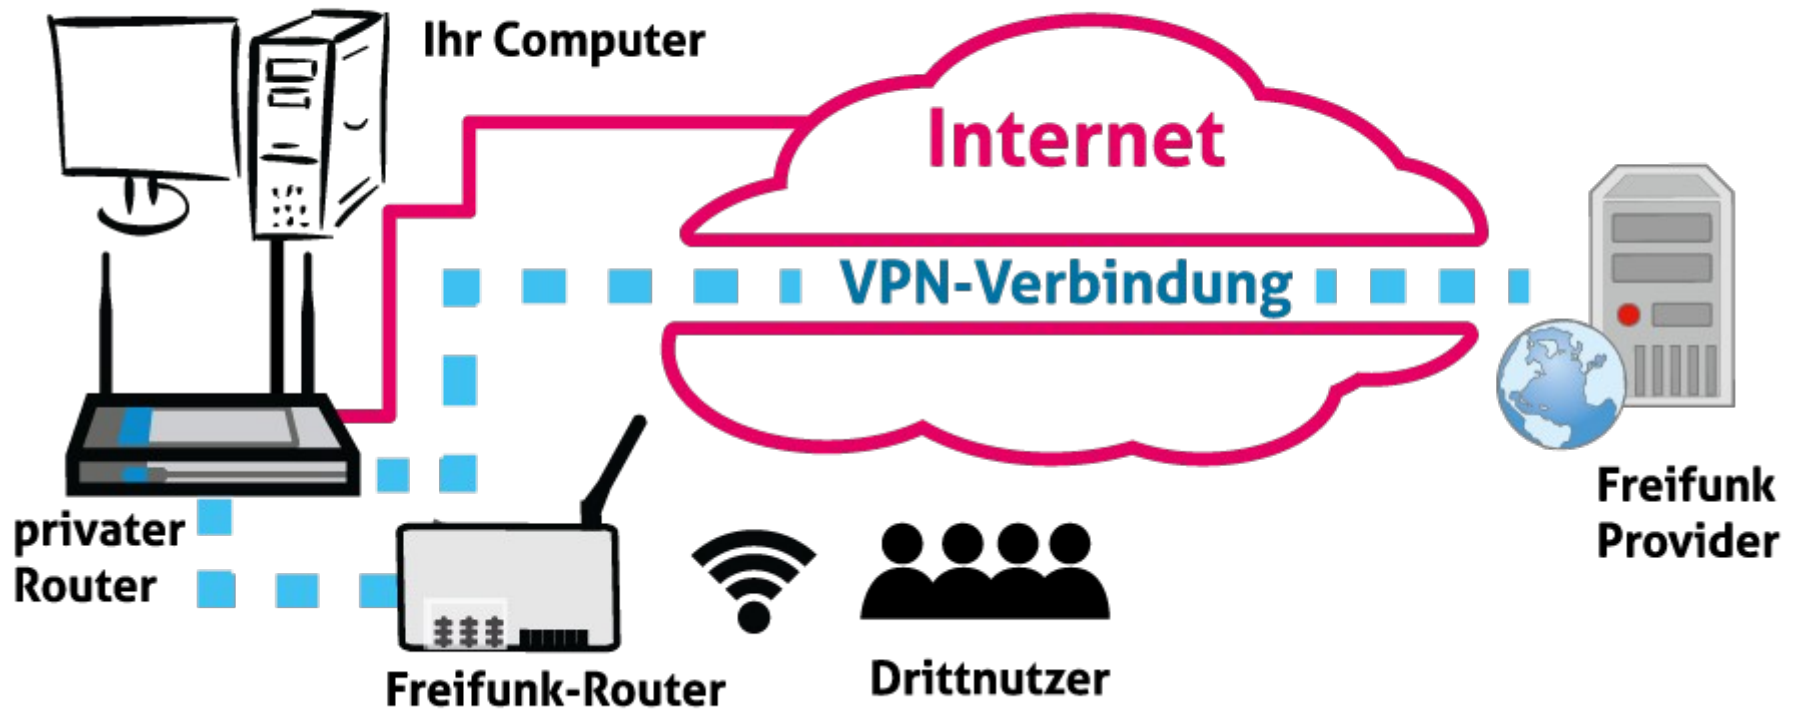 Ihr Computer
Internet
VPN-Verbindung
Freifunk
Provider
privater
Router
Freifunk-Router
Drittnutzer